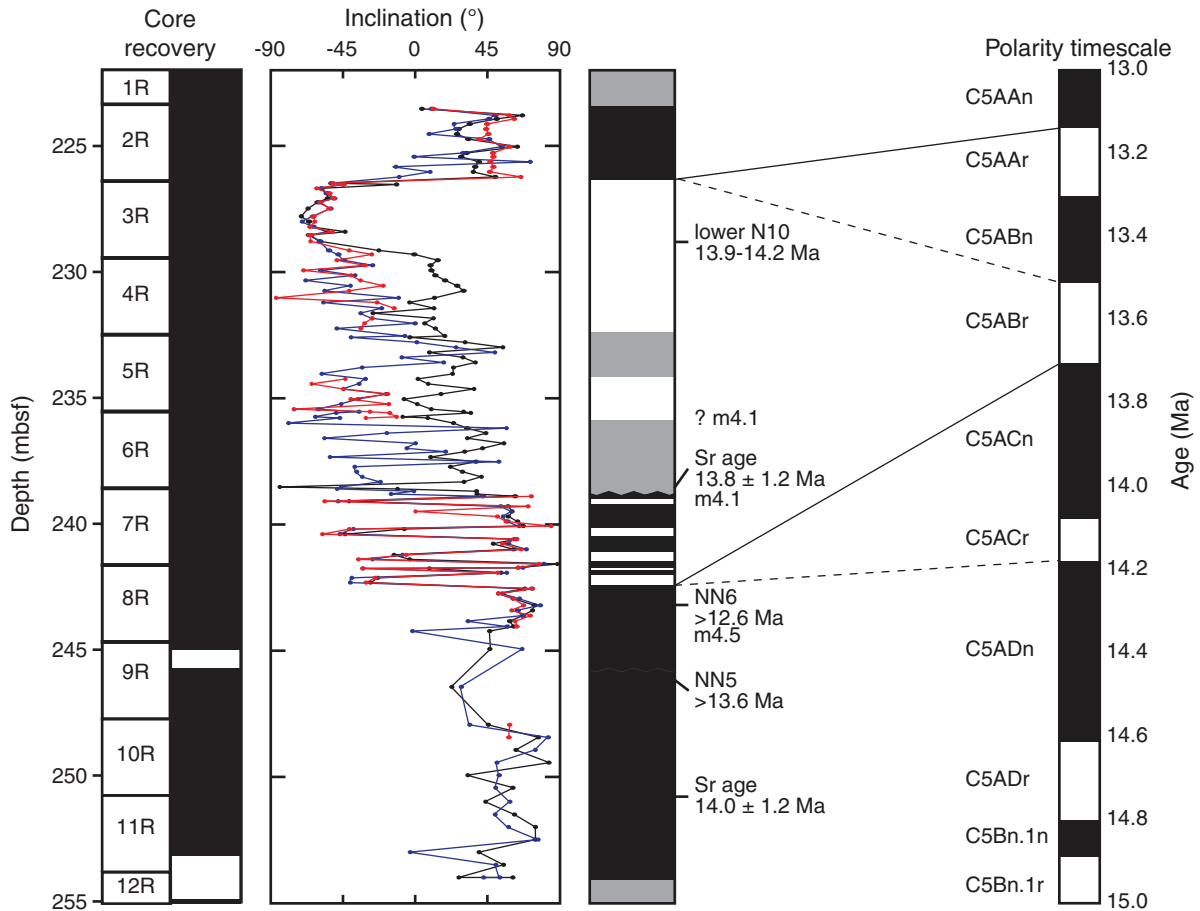 Core recovery
Inclination (°)
-90 -45 0 45 90
Polarity timescale
Depth (mbsf)
225
230
235
240
245
250
255
1R
2R
3R
4R
5R
6R
7R
8R
9R
10R
11R
12R
lower N10
13.9-14.2 Ma
? m4.1
Sr age
13.8 ± 1.2 Ma
m4.1
NN6
>12.6 Ma
m4.5
NN5
>13.6 Ma
Sr age
14.0 ± 1.2 Ma
C5AAn
C5AAr
C5ABn
C5ABr
C5ACn
C5ACr
C5ADn
C5ADr
C5Bn.1n
C5Bn.1r
13.0
13.2
13.4
13.6
13.8
14.0
14.2
14.4
14.6
14.8
15.0
Age (Ma)